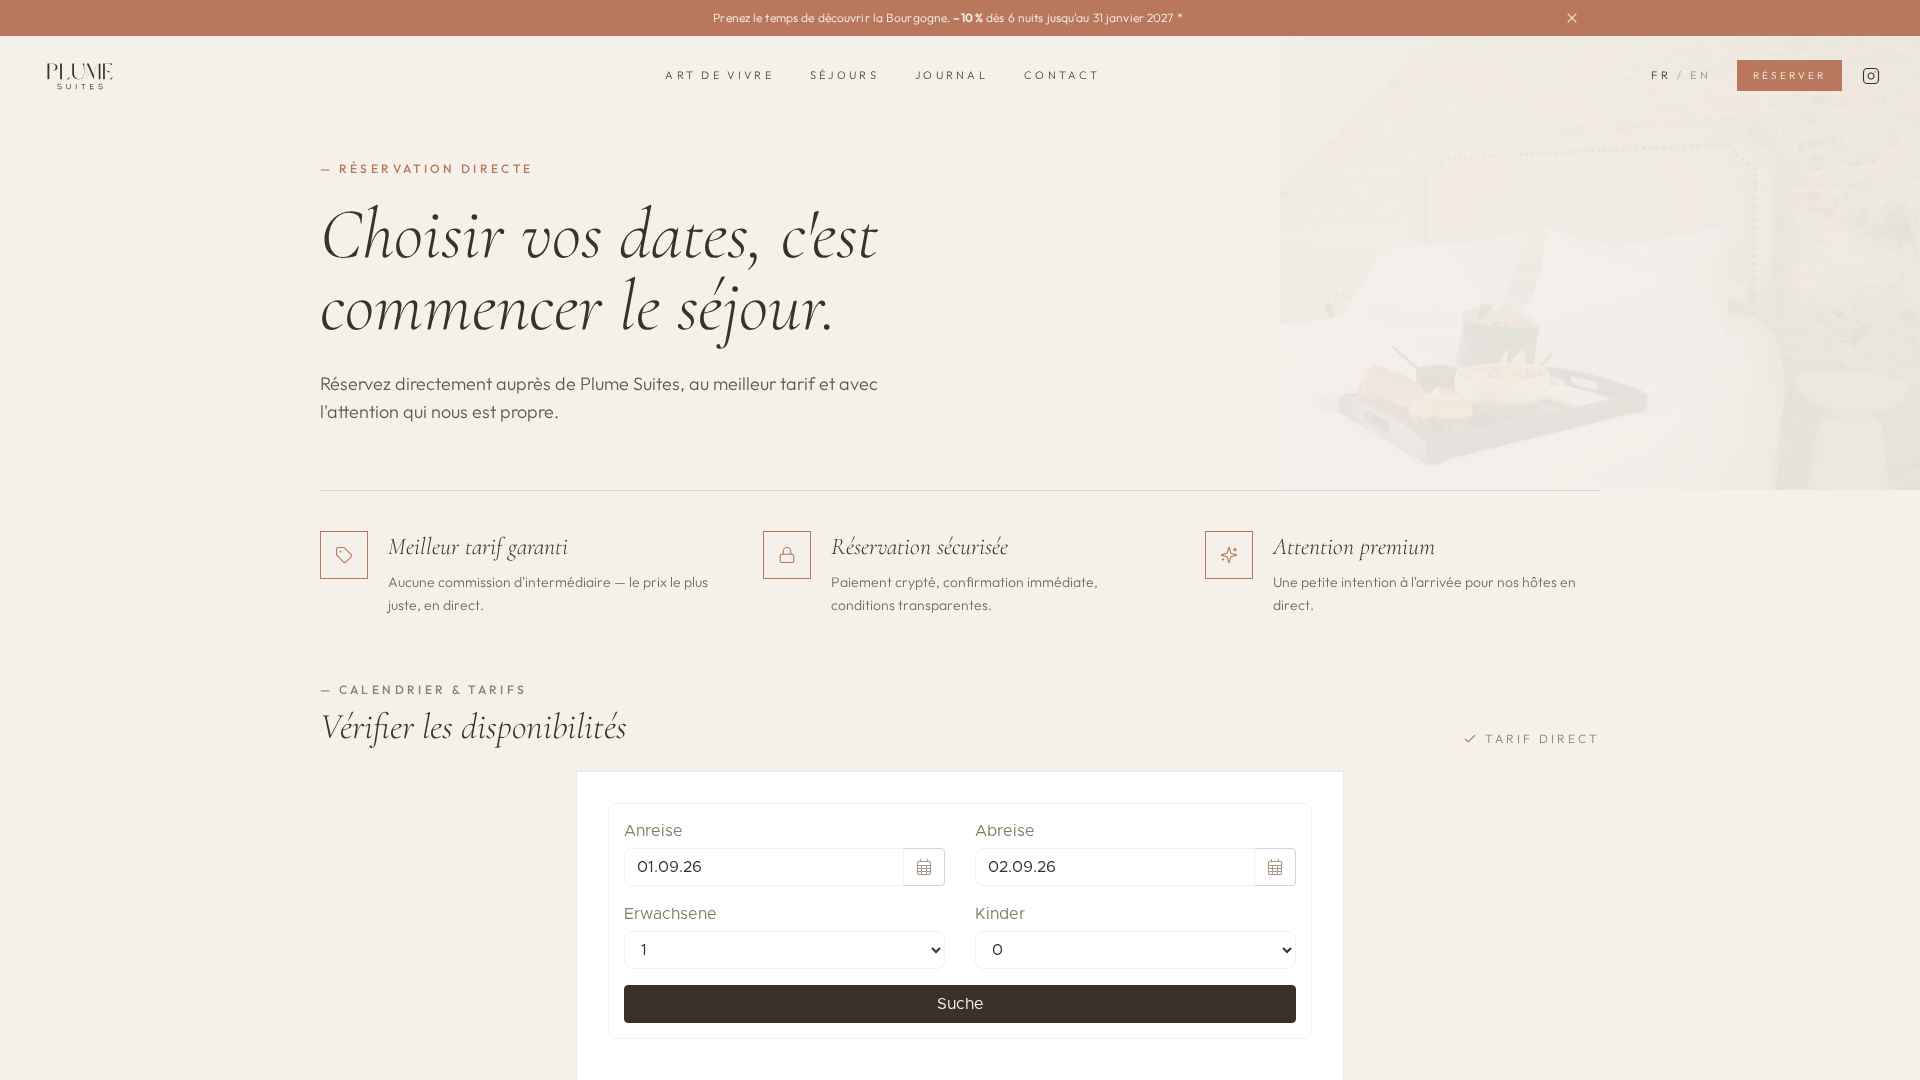 Prenez le temps de découvrir la Bourgogne. –10 % dès 6 nuits jusqu'au 31 janvier 2027 *
PLUME
SUITES
ART DE VIVRE
SÉJOURS
JOURNAL
CONTACT
FR / EN
RÉSERVER
— RÉSERVATION DIRECTE
Choisir vos dates, c'est
commencer le séjour.
Réservez directement auprès de Plume Suites, au meilleur tarif et avec
l'attention qui nous est propre.
Meilleur tarif garanti
Aucune commission d'intermédiaire — le prix le plus
juste, en direct.
Réservation sécurisée
Paiement crypté, confirmation immédiate,
conditions transparentes.
Attention premium
Une petite intention à l'arrivée pour nos hôtes en
direct.
— CALENDRIER & TARIFS
Vérifier les disponibilités
TARIF DIRECT
Anreise
Abreise
01.09.26
02.09.26
Erwachsene
Kinder
1
0
Suche